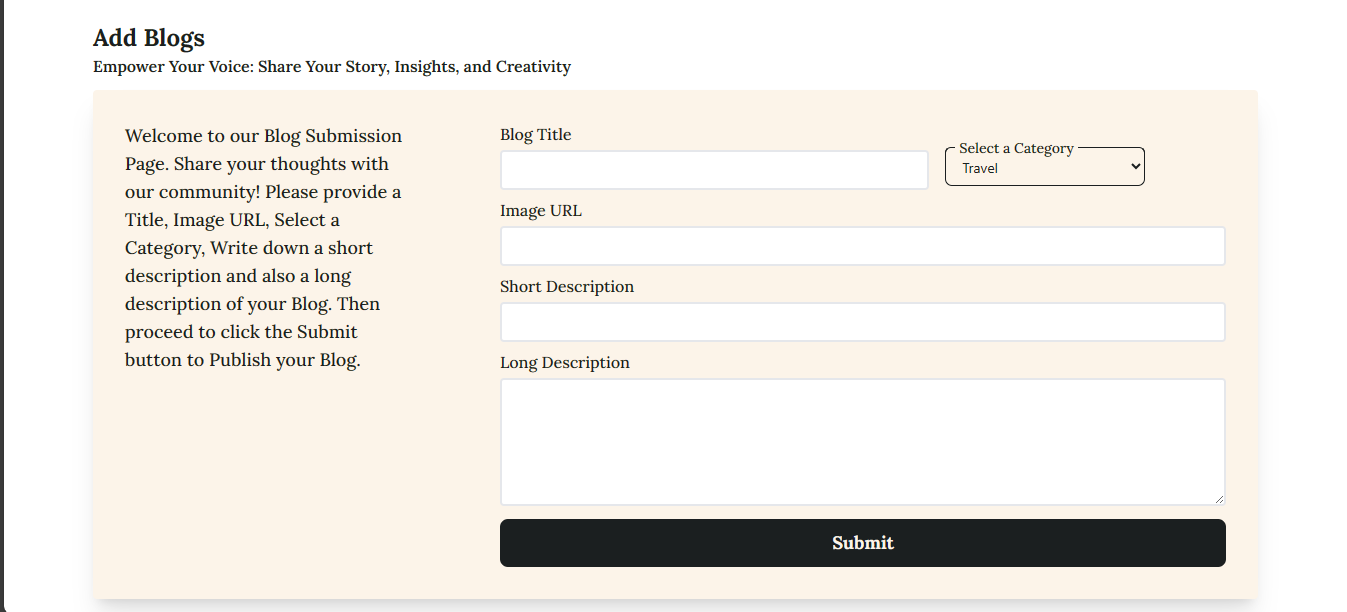 Add Blogs
Empower Your Voice: Share Your Story, Insights, and Creativity
Welcome to our Blog Submission
Page. Share your thoughts with
our community! Please provide a
Title, Image URL, Select a
Category, Write down a short
description and also a long
description of your Blog. Then
proceed to click the Submit
button to Publish your Blog.
Blog Title
Select a Category
Travel
Image URL
Short Description
Long Description
Submit